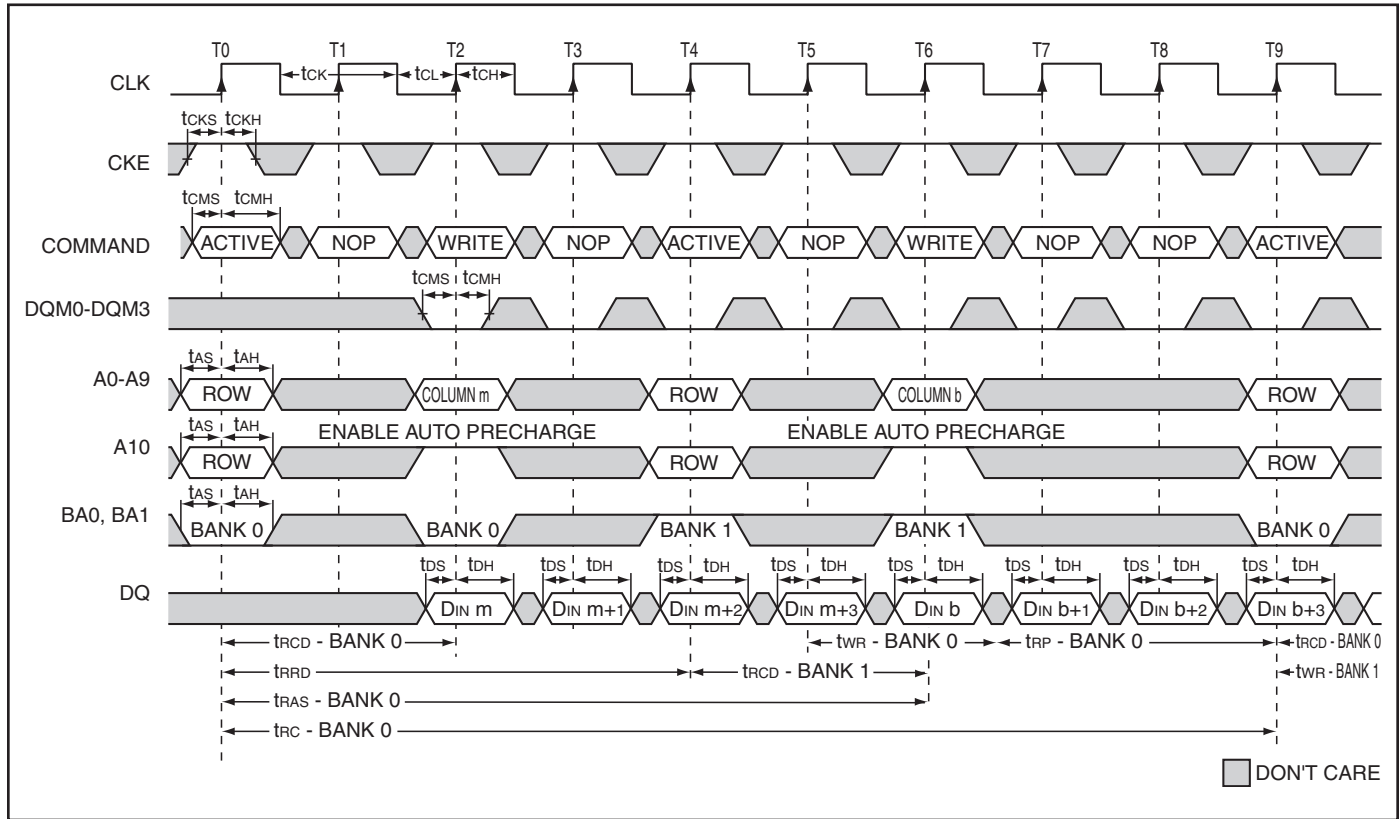 T0 T1 T2 T3 T4 T5 T6 T7 T8 T9
CLK tCK tCL tCH
tCKS tCKH
CKE
tCMS tCMH
COMMAND ACTIVE NOP WRITE NOP ACTIVE NOP WRITE NOP NOP ACTIVE
tCMS tCMH
DQM0-DQM3
tAS tAH
A0-A9 ROW COLUMN m ROW COLUMN b ROW
tAS tAH ENABLE AUTO PRECHARGE ENABLE AUTO PRECHARGE
A10 ROW ROW ROW
tAS tAH
BA0, BA1 BANK 0 BANK 0 BANK 1 BANK 1 BANK 0
tDS tDH tDS tDH tDS tDH tDS tDH tDS tDH tDS tDH tDS tDH tDS tDH
DQ DIN m DIN m+1 DIN m+2 DIN m+3 DIN b DIN b+1 DIN b+2 DIN b+3
tRCD - BANK 0 tWR - BANK 0 tRP - BANK 0 tRCD - BANK 0
tRRD tRCD - BANK 1 tWR - BANK 1
tRAS - BANK 0
tRC - BANK 0
DON'T CARE